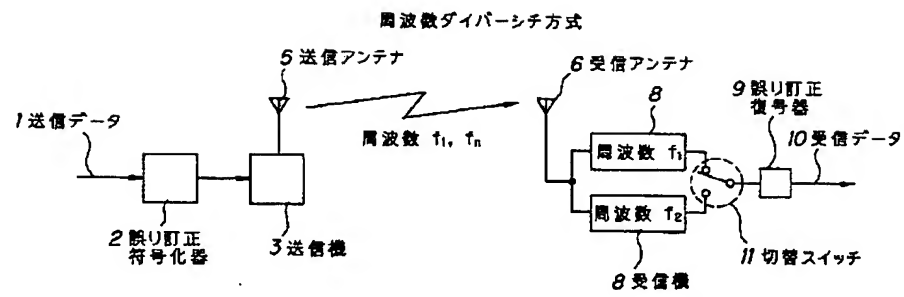 周波数ダイバーシチ方式
5 送信アンテナ
6 受信アンテナ
1 送信データ
周波数 f1, fn
8
周波数 f1
9 誤り訂正
復号器
10 受信データ
2 誤り訂正
符号化器
3 送信機
周波数 f2
8 受信機
11 切替スイッチ